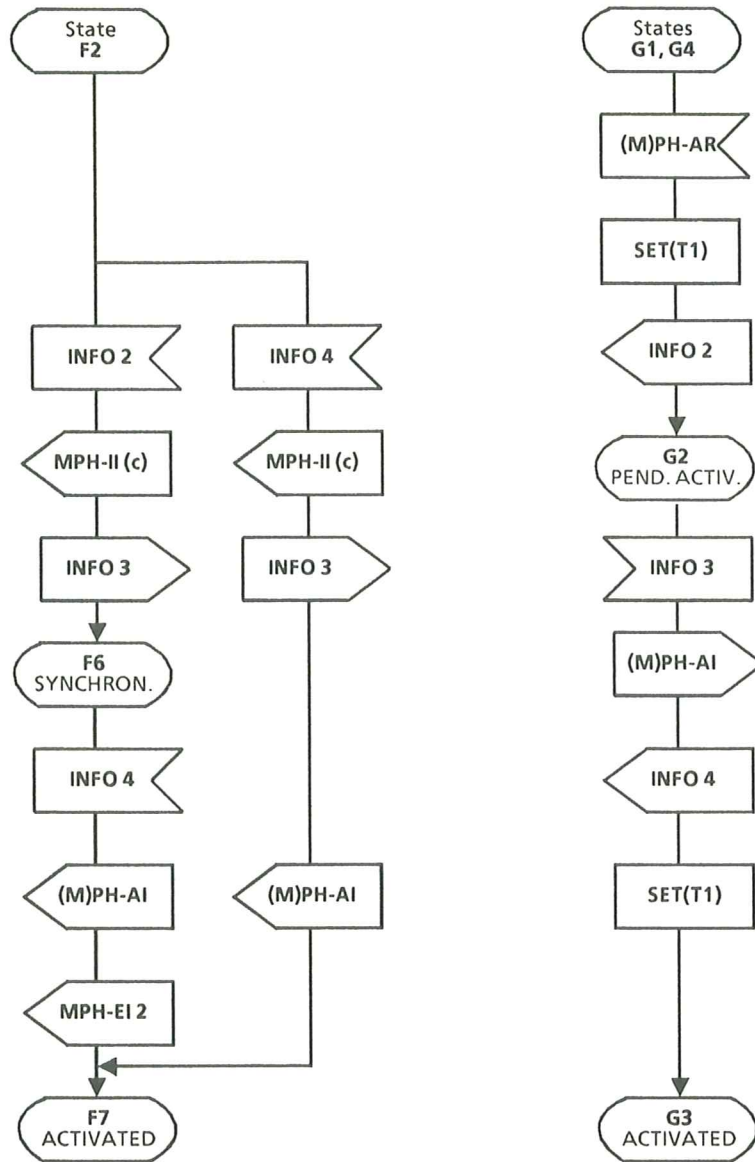 State
F2
INFO 2
INFO 4
MPH-II (c)
MPH-II (c)
INFO 3
INFO 3
F6
SYNCHRON.
INFO 4
(M)PH-AI
(M)PH-AI
MPH-EI 2
F7
ACTIVATED
States
G1, G4
(M)PH-AR
SET(T1)
INFO 2
G2
PEND. ACTIV.
INFO 3
(M)PH-AI
INFO 4
SET(T1)
G3
ACTIVATED